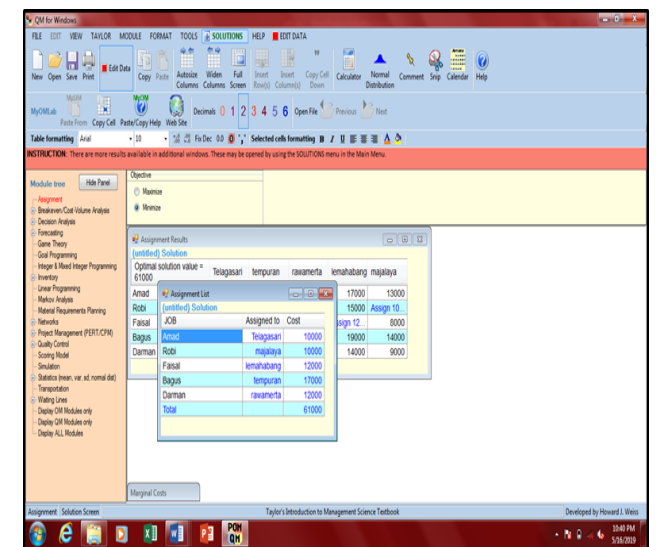 QM for Windows
FILE EDIT VIEW TAYLOR MODULE FORMAT TOOLS SOLUTIONS HELP EDIT DATA
New Open Save Print Edit Data Copy Paste Autosize Columns Widen Columns Full Screen Insert Row(s) Insert Column(s) Copy Cell Down Calculator Normal Distribution Comment Snip Calendar Help
MyOMLab Paste From Copy Cell Paste/Copy Help Web Site Decimals 0 1 2 3 4 5 6 Open File Previous Next
Table formatting Arial 10 Fix Dec 0.0 0 Selected cells formatting B I U
INSTRUCTION: There are more results available in additional windows. These may be opened by using the SOLUTIONS menu in the Main Menu.
Module tree Hide Panel
Assignment
Breakeven/Cost-Volume Analysis
Decision Analysis
Forecasting
Game Theory
Goal Programming
Integer & Mixed Integer Programming
Inventory
Linear Programming
Markov Analysis
Material Requirements Planning
Networks
Project Management (PERT/CPM)
Quality Control
Scoring Model
Simulation
Statistics (mean, var, sd, normal dist)
Transportation
Waiting Lines
Display OM Modules only
Display QM Modules only
Display ALL Modules
Objective
Maximize
Minimize
Assignment Results
(untitled) Solution
Optimal solution value = 61000 Telagasari tempuran rawamerta lemahabang majalaya
Amad 17000 13000
Robi 15000 Assign 10...
Faisal sign 12... 8000
Bagus 19000 14000
Darman 14000 9000
Assignment List
(untitled) Solution
JOB Assigned to Cost
Amad Telagasari 10000
Robi majalaya 10000
Faisal lemahabang 12000
Bagus tempuran 17000
Darman rawamerta 12000
Total 61000
Marginal Costs
Assignment Solution Screen Taylor's Introduction to Management Science Textbook Developed by Howard J. Weiss
POM QM
10:40 PM
5/16/2019